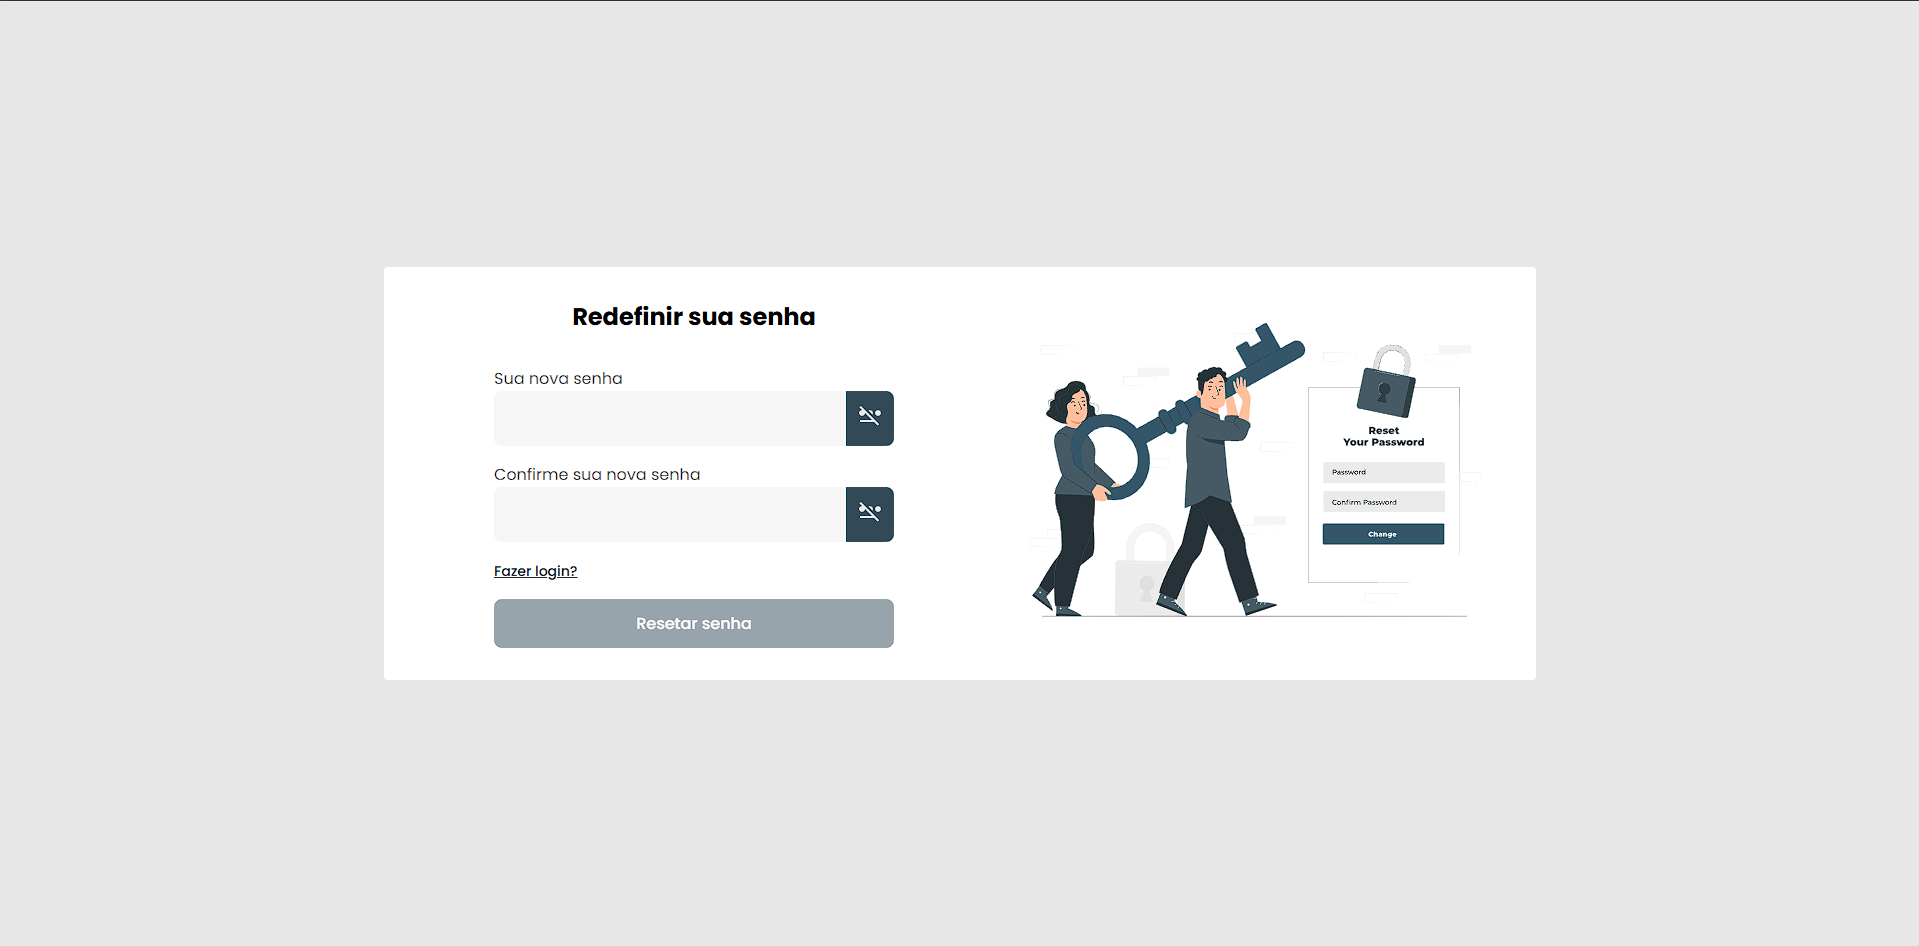 Redefinir sua senha
Sua nova senha
Confirme sua nova senha
Fazer login?
Resetar senha
Reset
Your Password
Password
Confirm Password
Change